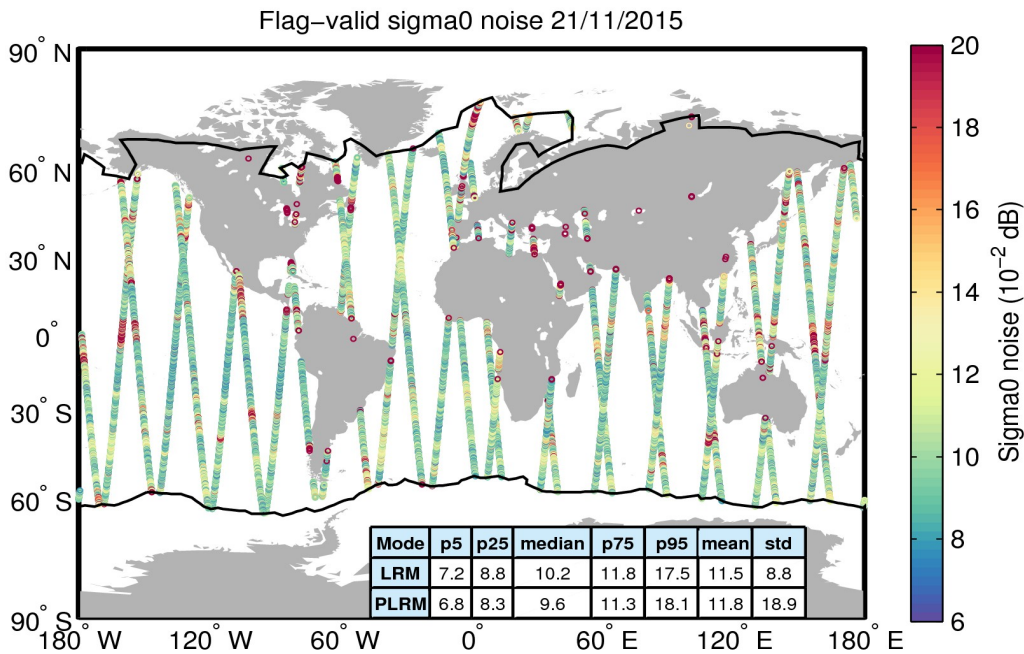 Flag−valid sigma0 noise 21/11/2015
90° N
60° N
30° N
0°
30° S
60° S
90° S
180° W 120° W 60° W 0° 60° E 120° E 180° E
Mode p5 p25 median p75 p95 mean std
LRM 7.2 8.8 10.2 11.8 17.5 11.5 8.8
PLRM 6.8 8.3 9.6 11.3 18.1 11.8 18.9
20
18
16
14
12
10
8
6
Sigma0 noise (10⁻² dB)